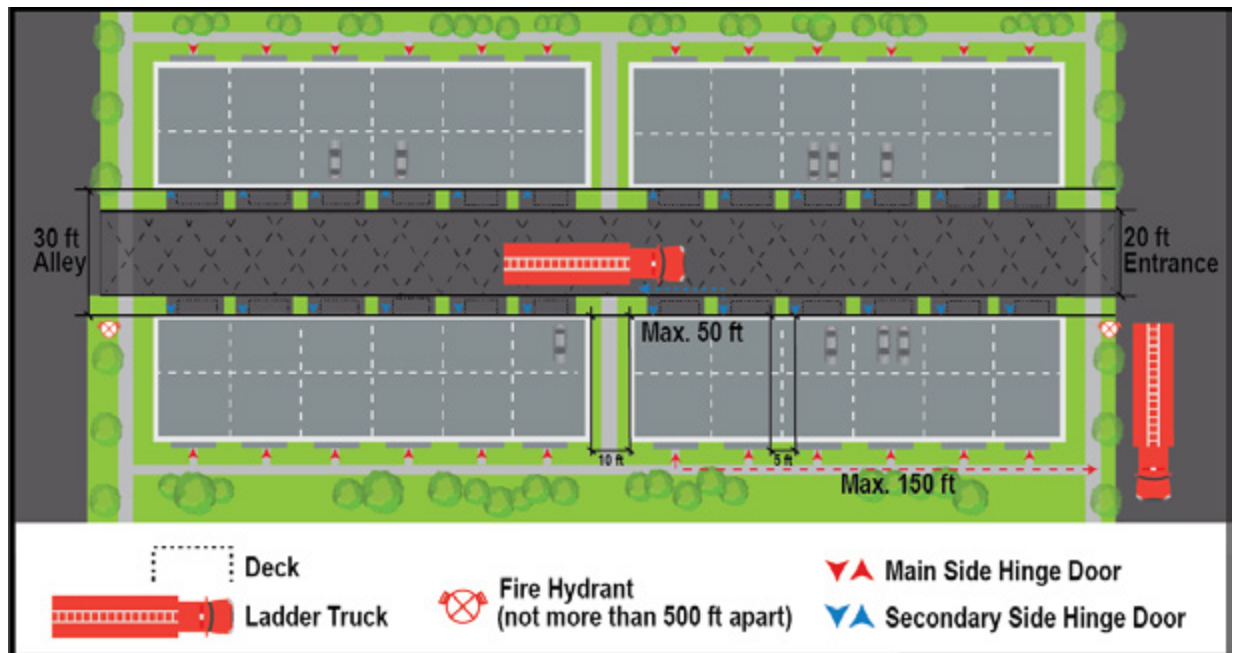 30 ft
Alley
20 ft
Entrance
Max. 50 ft
10 ft
5 ft
Max. 150 ft
Deck
Ladder Truck
Fire Hydrant
(not more than 500 ft apart)
Main Side Hinge Door
Secondary Side Hinge Door